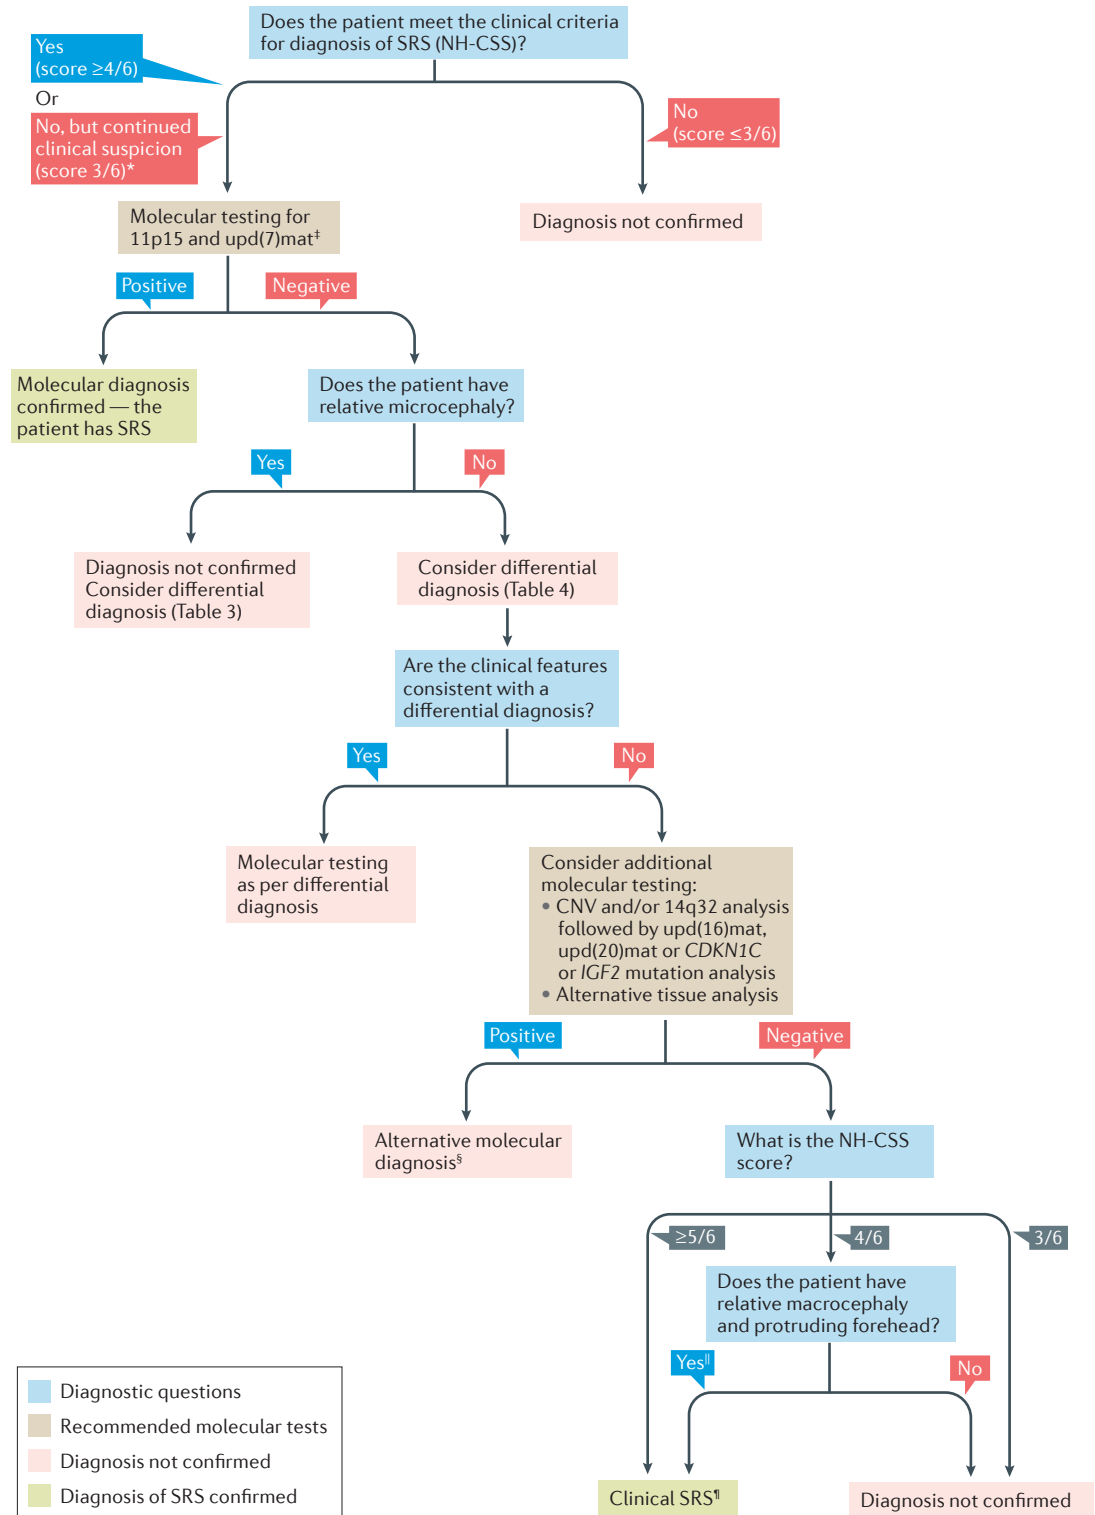 Does the patient meet the clinical criteria
for diagnosis of SRS (NH-CSS)?
Yes
(score ≥4/6)
Or
No, but continued
clinical suspicion
(score 3/6)*
No
(score ≤3/6)
Molecular testing for
11p15 and upd(7)mat‡
Diagnosis not confirmed
Positive
Negative
Molecular diagnosis
confirmed — the
patient has SRS
Does the patient have
relative microcephaly?
Yes
No
Diagnosis not confirmed
Consider differential
diagnosis (Table 3)
Consider differential
diagnosis (Table 4)
Are the clinical features
consistent with a
differential diagnosis?
Yes
No
Molecular testing
as per differential
diagnosis
Consider additional
molecular testing:
• CNV and/or 14q32 analysis
followed by upd(16)mat,
upd(20)mat or CDKN1C
or IGF2 mutation analysis
• Alternative tissue analysis
Positive
Negative
Alternative molecular
diagnosis§
What is the NH-CSS
score?
≥5/6
4/6
3/6
Does the patient have
relative macrocephaly
and protruding forehead?
Yes||
No
Clinical SRS¶
Diagnosis not confirmed
Diagnostic questions
Recommended molecular tests
Diagnosis not confirmed
Diagnosis of SRS confirmed